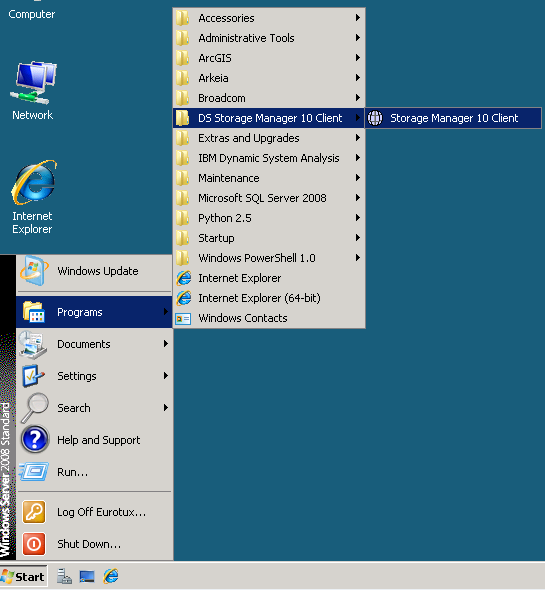 Computer
Network
Internet
Explorer
Accessories
Administrative Tools
ArcGIS
Arkeia
Broadcom
DS Storage Manager 10 Client
Storage Manager 10 Client
Extras and Upgrades
IBM Dynamic System Analysis
Maintenance
Microsoft SQL Server 2008
Python 2.5
Startup
Windows PowerShell 1.0
Internet Explorer
Internet Explorer (64-bit)
Windows Contacts
Windows Update
Programs
Documents
Settings
Search
Help and Support
Run...
Log Off Eurotux...
Shut Down...
Windows Server 2008 Standard
Start